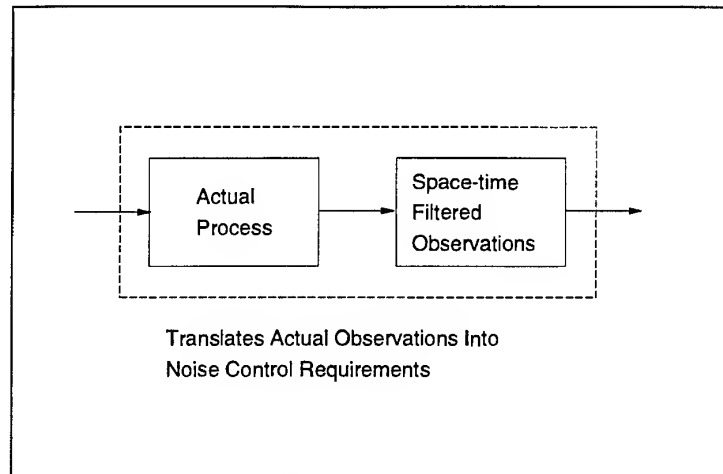 Actual
Process
Space-time
Filtered
Observations
Translates Actual Observations Into
Noise Control Requirements